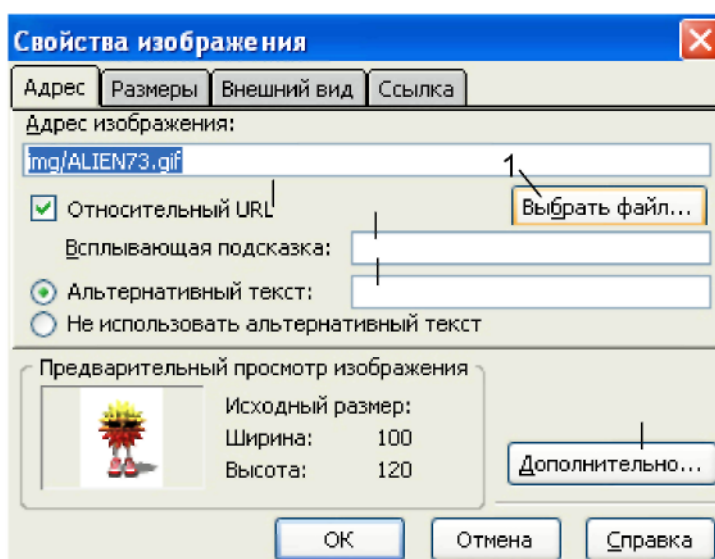 Свойства изображения
Адрес Размеры Внешний вид Ссылка
Адрес изображения:
img/ALIEN73.gif
1
Относительный URL Выбрать файл...
Всплывающая подсказка:
Альтернативный текст:
Не использовать альтернативный текст
Предварительный просмотр изображения
Исходный размер:
Ширина: 100
Высота: 120
Дополнительно...
ОК Отмена Справка